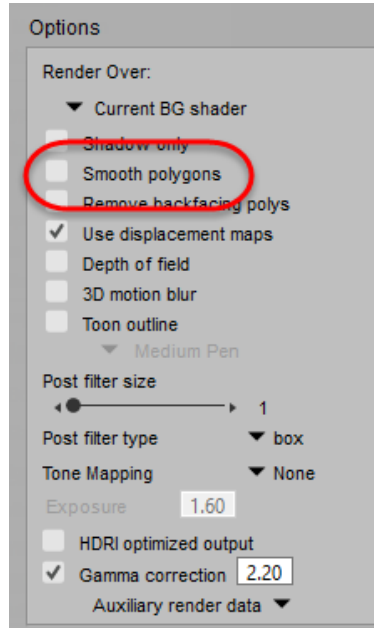 Options
Render Over:
Current BG shader
Shadow only
Smooth polygons
Remove backfacing polys
Use displacement maps
Depth of field
3D motion blur
Toon outline
Medium Pen
Post filter size
1
Post filter type box
Tone Mapping None
Exposure 1.60
HDRI optimized output
Gamma correction 2.20
Auxiliary render data